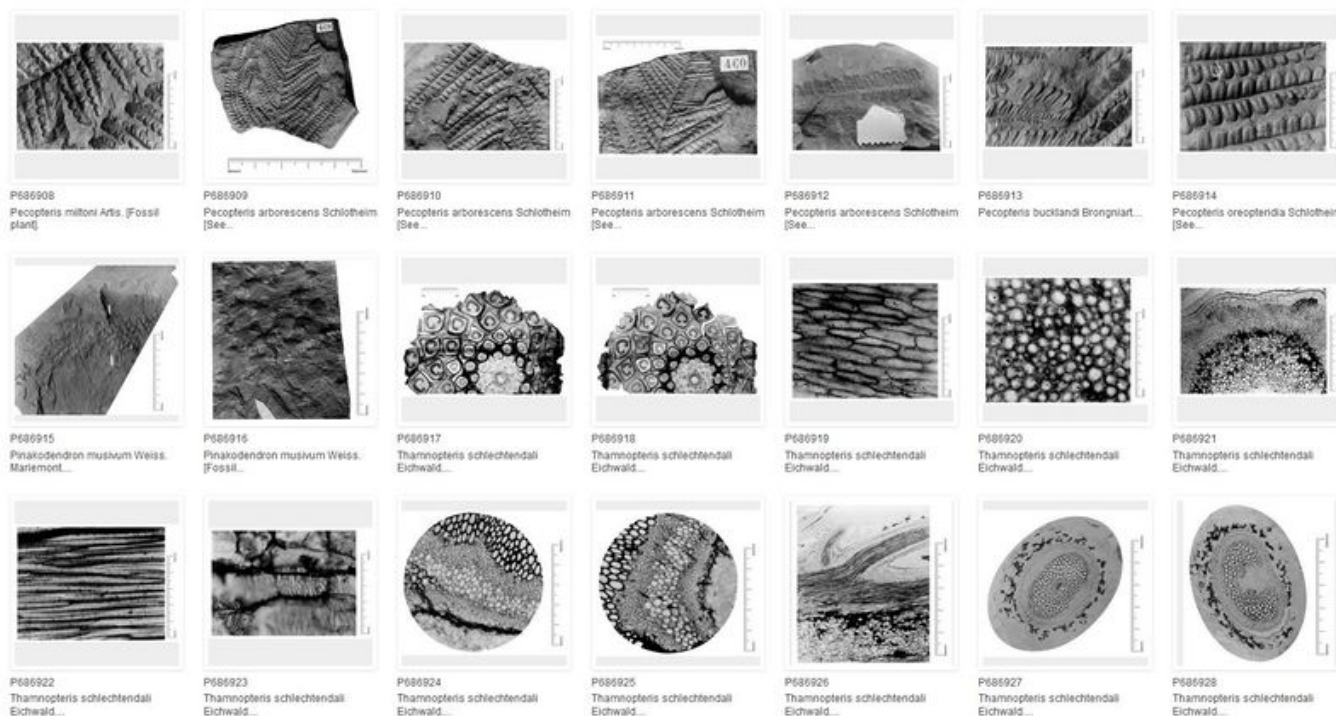 460
460
P686908
Pecopteris miltoni Artis. [Fossil
plant].
P686909
Pecopteris arborescens Schlotheim
[See...
P686910
Pecopteris arborescens Schlotheim
[See...
P686911
Pecopteris arborescens Schlotheim
[See...
P686912
Pecopteris arborescens Schlotheim
[See...
P686913
Pecopteris bucklandi Brongniart....
P686914
Pecopteris oreopteridia Schlotheim
[See...
P686915
Pinakodendron musivum Weiss.
Mariemont....
P686916
Pinakodendron musivum Weiss.
[Fossil...
P686917
Thamnopteris schlechtendali
Eichwald....
P686918
Thamnopteris schlechtendali
Eichwald....
P686919
Thamnopteris schlechtendali
Eichwald....
P686920
Thamnopteris schlechtendali
Eichwald....
P686921
Thamnopteris schlechtendali
Eichwald....
P686922
Thamnopteris schlechtendali
Eichwald....
P686923
Thamnopteris schlechtendali
Eichwald....
P686924
Thamnopteris schlechtendali
Eichwald....
P686925
Thamnopteris schlechtendali
Eichwald....
P686926
Thamnopteris schlechtendali
Eichwald....
P686927
Thamnopteris schlechtendali
Eichwald....
P686928
Thamnopteris schlechtendali
Eichwald....